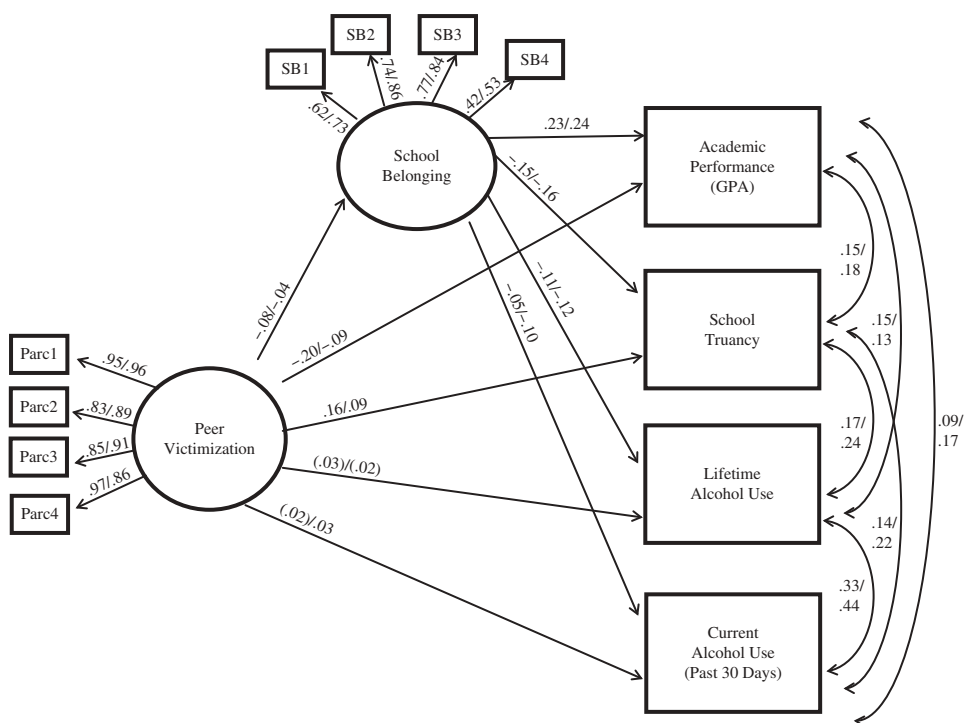 SB1
SB2
SB3
SB4
.62/.73
.74/.86
.77/.84
.42/.53
School
Belonging
.23/.24
−.15/−.16
−.11/−.12
−.05/−.10
−.08/−.04
−.20/−.09
.16/.09
(.03)/(.02)
(.02)/.03
Parc1
Parc2
Parc3
Parc4
.95/.96
.83/.89
.85/.91
.97/.86
Peer
Victimization
Academic
Performance
(GPA)
School
Truancy
Lifetime
Alcohol Use
Current
Alcohol Use
(Past 30 Days)
.15/
.18
.15/
.13
.17/
.24
.09/
.17
.14/
.22
.33/
.44